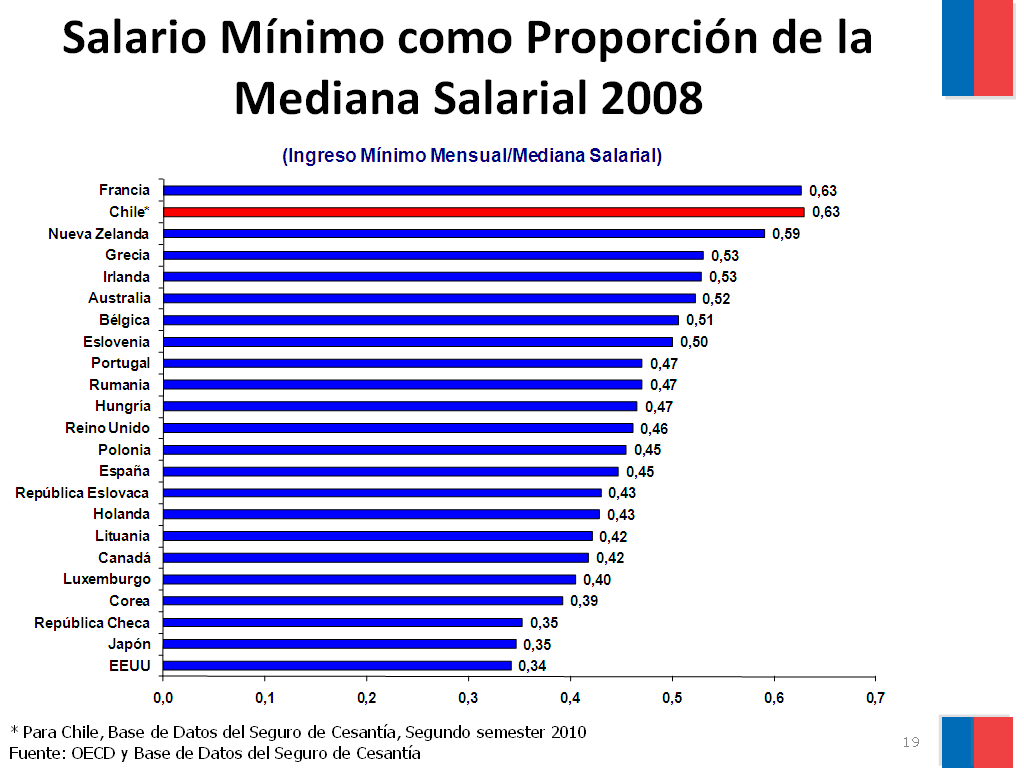 Salario Mínimo como Proporción de la
Mediana Salarial 2008
(Ingreso Mínimo Mensual/Mediana Salarial)
Francia 0,63
Chile* 0,63
Nueva Zelanda 0,59
Grecia 0,53
Irlanda 0,53
Australia 0,52
Bélgica 0,51
Eslovenia 0,50
Portugal 0,47
Rumania 0,47
Hungría 0,47
Reino Unido 0,46
Polonia 0,45
España 0,45
República Eslovaca 0,43
Holanda 0,43
Lituania 0,42
Canadá 0,42
Luxemburgo 0,40
Corea 0,39
República Checa 0,35
Japón 0,35
EEUU 0,34
0,0 0,1 0,2 0,3 0,4 0,5 0,6 0,7
* Para Chile, Base de Datos del Seguro de Cesantía, Segundo semester 2010
Fuente: OECD y Base de Datos del Seguro de Cesantía
19